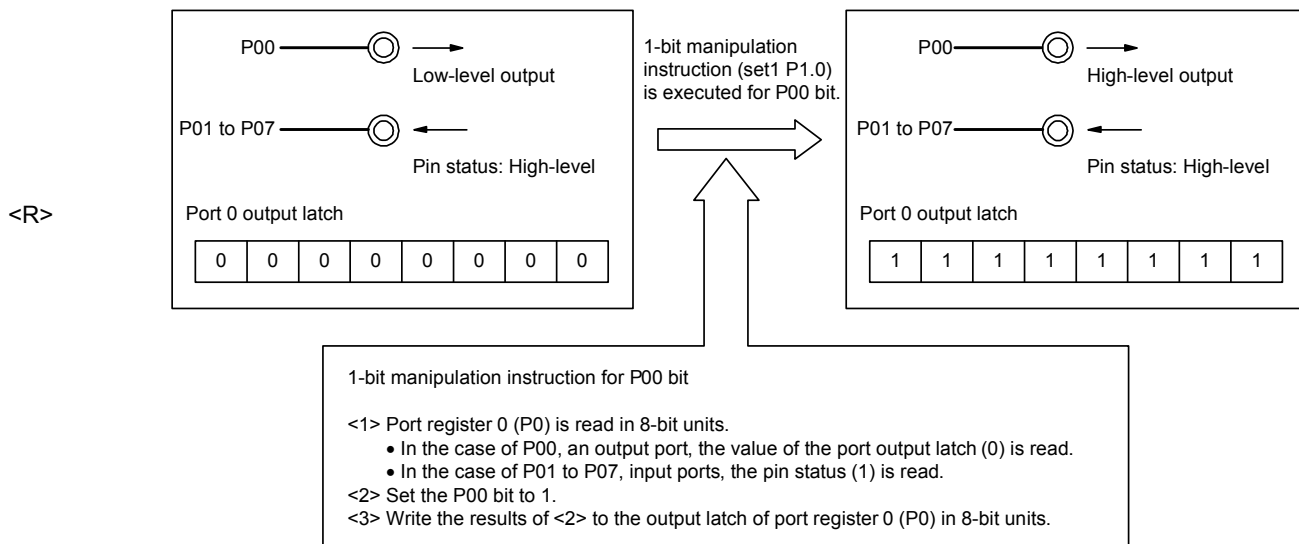 P00
Low-level output
P01 to P07
Pin status: High-level
Port 0 output latch
0 0 0 0 0 0 0 0
1-bit manipulation
instruction (set1 P1.0)
is executed for P00 bit.
P00
High-level output
P01 to P07
Pin status: High-level
Port 0 output latch
1 1 1 1 1 1 1 1
<R>
1-bit manipulation instruction for P00 bit
<1> Port register 0 (P0) is read in 8-bit units.
• In the case of P00, an output port, the value of the port output latch (0) is read.
• In the case of P01 to P07, input ports, the pin status (1) is read.
<2> Set the P00 bit to 1.
<3> Write the results of <2> to the output latch of port register 0 (P0) in 8-bit units.